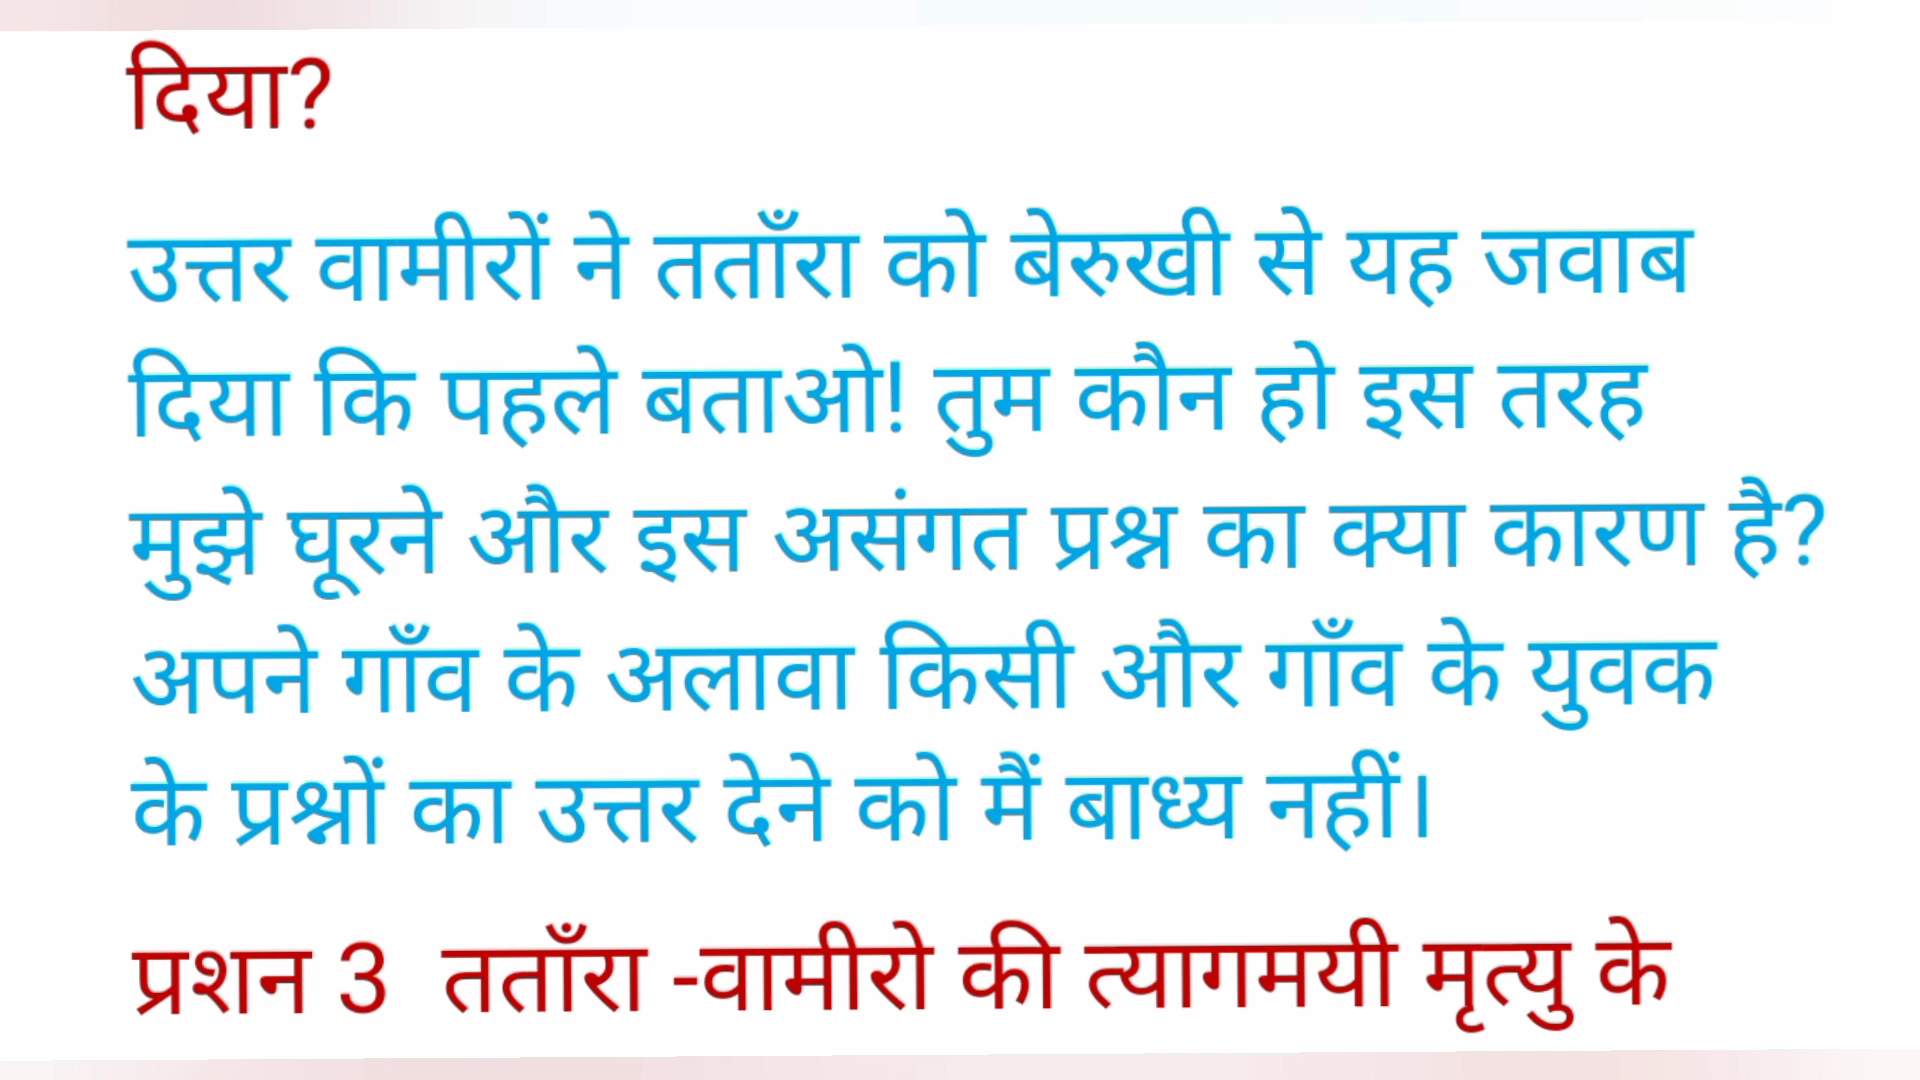 दिया?
उत्तर वामीरों ने तताँरा को बेरुखी से यह जवाब
दिया कि पहले बताओ! तुम कौन हो इस तरह
मुझे घूरने और इस असंगत प्रश्न का क्या कारण है?
अपने गाँव के अलावा किसी और गाँव के युवक
के प्रश्नों का उत्तर देने को मैं बाध्य नहीं।
प्रशन 3 तताँरा -वामीरो की त्यागमयी मृत्यु के